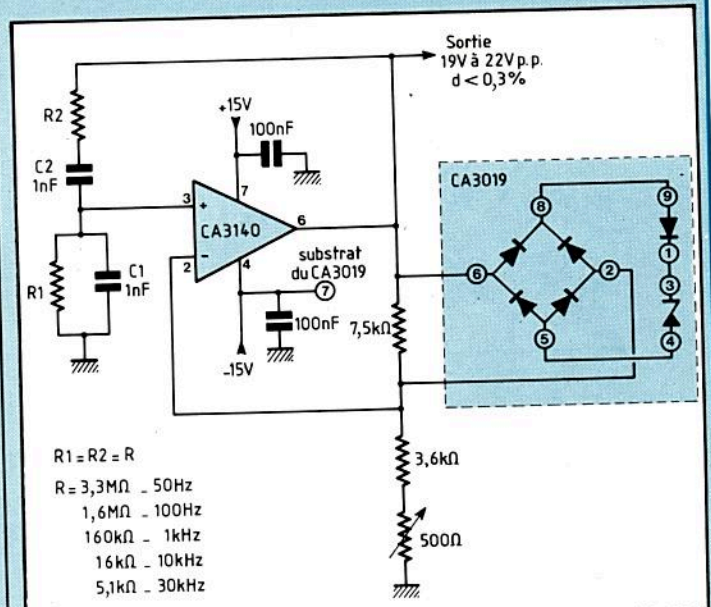 Sortie
19V à 22V p.p.
d < 0,3%
R2
+15V
100nF
C2
1nF
7
3
+
CA3140
6
2
-
4
substrat
du CA3019
7
R1
C1
1nF
100nF
-15V
7,5kΩ
CA3019
8
9
6
2
1
3
5
4
3,6kΩ
500Ω
R1=R2=R
R=3,3MΩ _ 50Hz
1,6MΩ _ 100Hz
160kΩ _ 1kHz
16kΩ _ 10kHz
5,1kΩ _ 30kHz